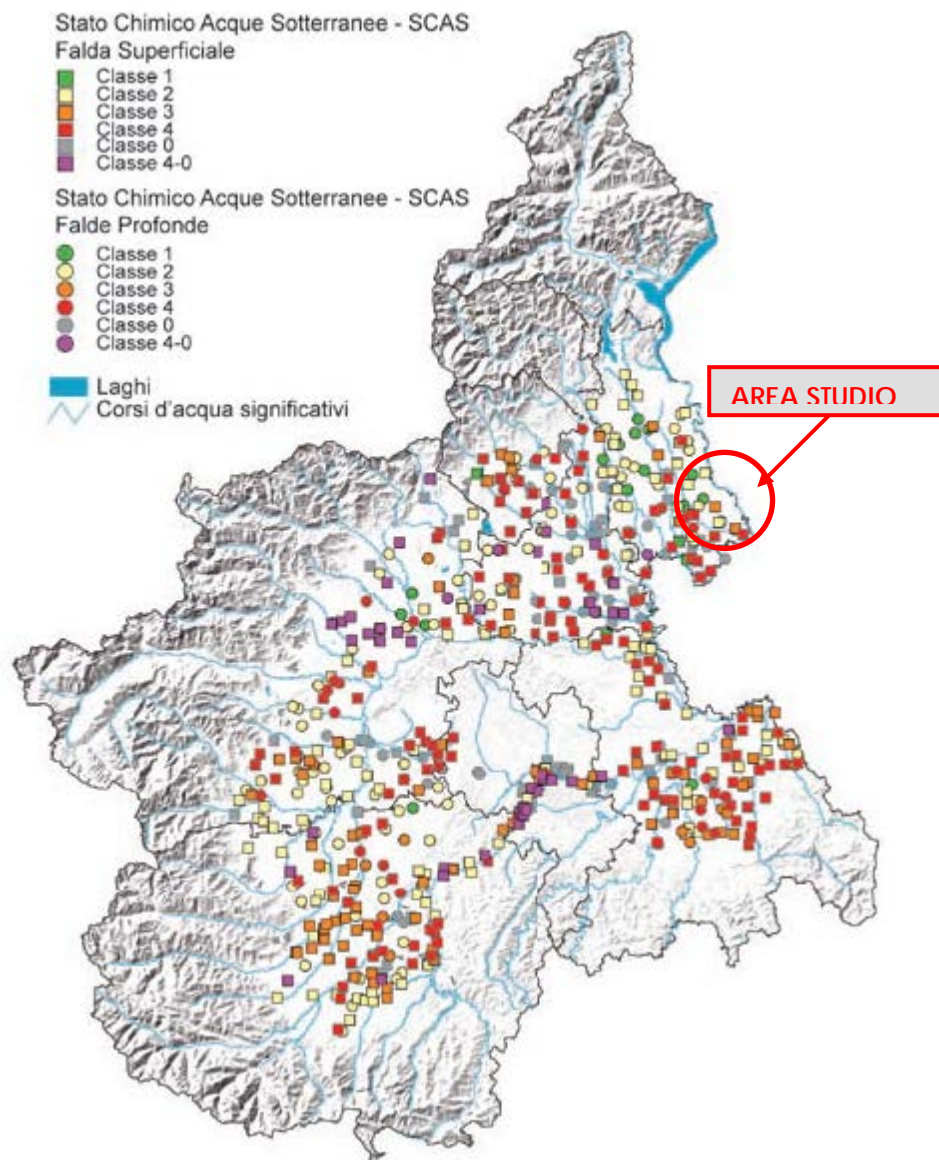 Stato Chimico Acque Sotterranee - SCAS
Falda Superficiale
Classe 1
Classe 2
Classe 3
Classe 4
Classe 0
Classe 4-0
Stato Chimico Acque Sotterranee - SCAS
Falde Profonde
Classe 1
Classe 2
Classe 3
Classe 4
Classe 0
Classe 4-0
Laghi
Corsi d'acqua significativi
AREA STUDIO